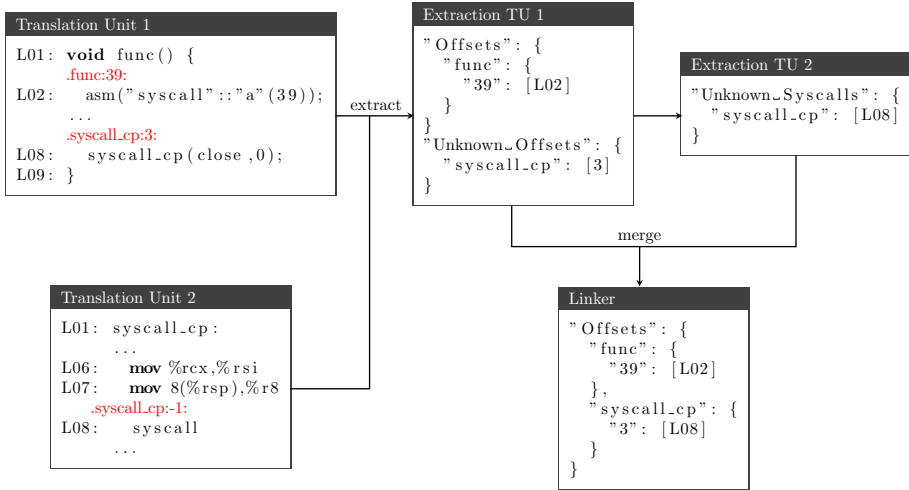 Translation Unit 1
L01: void func() {
.func:39:
L02: asm("syscall"::"a"(39));
...
.syscall_cp:3:
L08: syscall_cp(close,0);
L09: }
extract
Extraction TU 1
"Offsets": {
"func": {
"39": [L02]
}
}
"Unknown_Offsets": {
"syscall_cp": [3]
}
Extraction TU 2
"Unknown_Syscalls": {
"syscall_cp": [L08]
}
merge
Translation Unit 2
L01: syscall_cp:
...
L06: mov %rcx,%rsi
L07: mov 8(%rsp),%r8
.syscall_cp:-1:
L08: syscall
...
Linker
"Offsets": {
"func": {
"39": [L02]
},
"syscall_cp": {
"3": [L08]
}
}